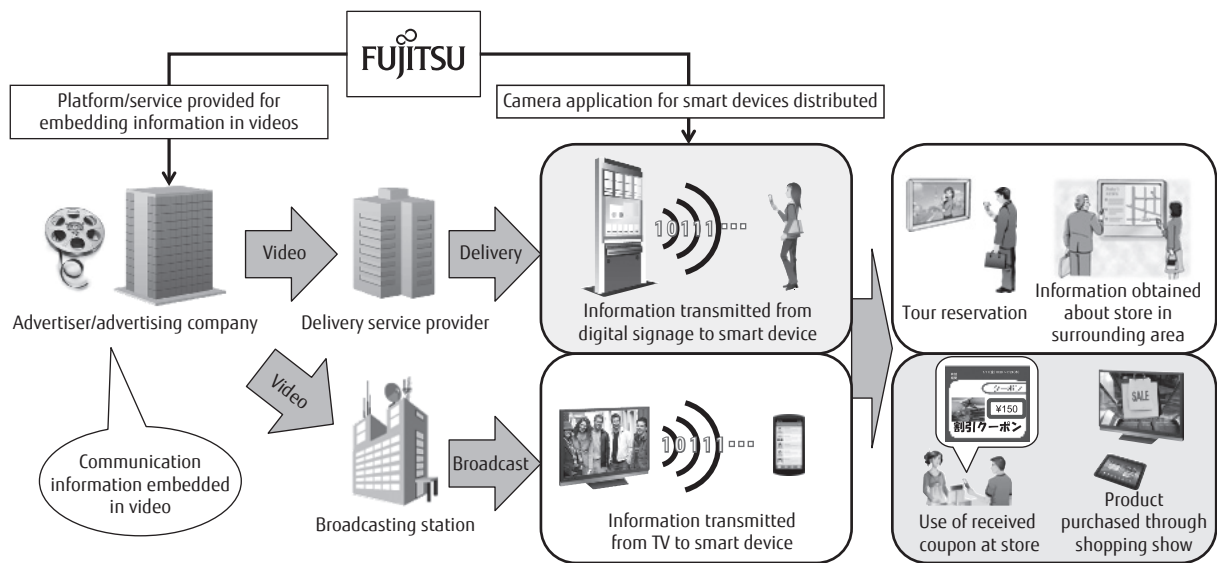 FUJITSU
Platform/service provided for
embedding information in videos
Camera application for smart devices distributed
Advertiser/advertising company
Video
Delivery service provider
Delivery
10111
Information transmitted from
digital signage to smart device
Tour reservation
Information obtained
about store in
surrounding area
Communication
information embedded
in video
Video
Broadcasting station
Broadcast
10111
Information transmitted
from TV to smart device
クーポン
¥150
割引クーポン
Use of received
coupon at store
SALE
Product
purchased through
shopping show